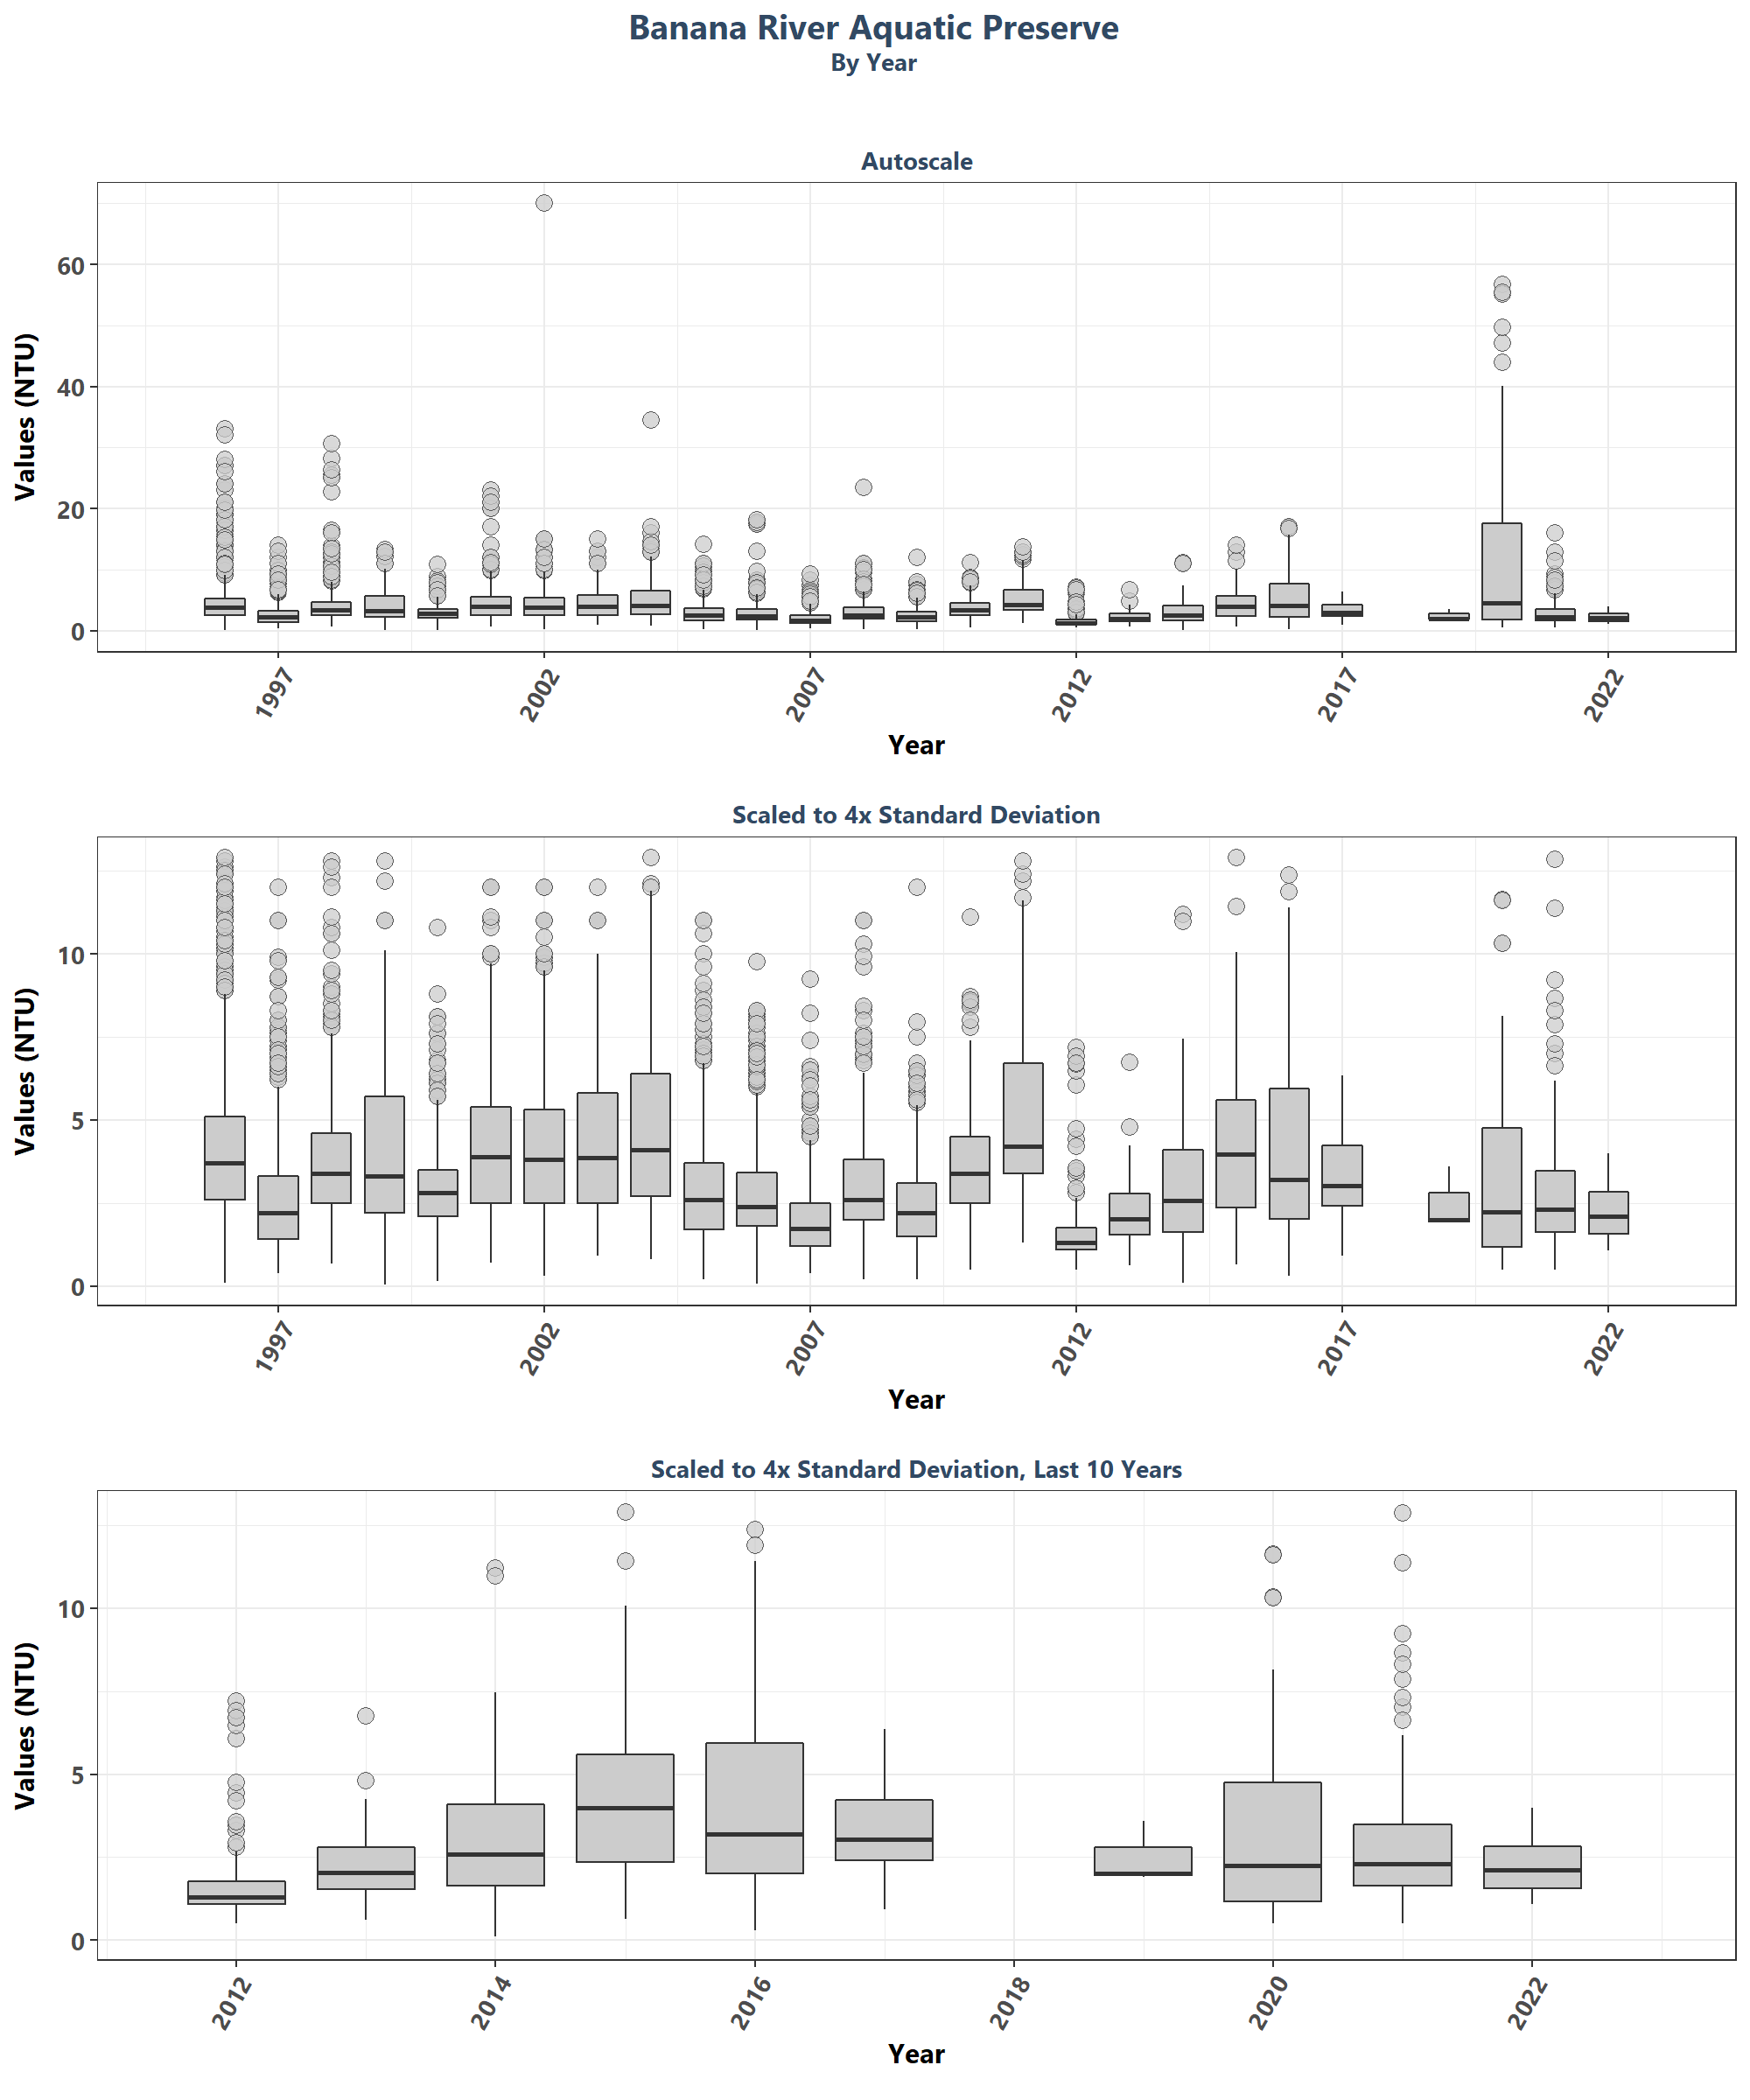 Banana River Aquatic Preserve
By Year
Autoscale
Values (NTU)
60
40
20
0
1997
2002
2007
2012
2017
2022
Year
Scaled to 4x Standard Deviation
Values (NTU)
10
5
0
1997
2002
2007
2012
2017
2022
Year
Scaled to 4x Standard Deviation, Last 10 Years
Values (NTU)
10
5
0
2012
2014
2016
2018
2020
2022
Year